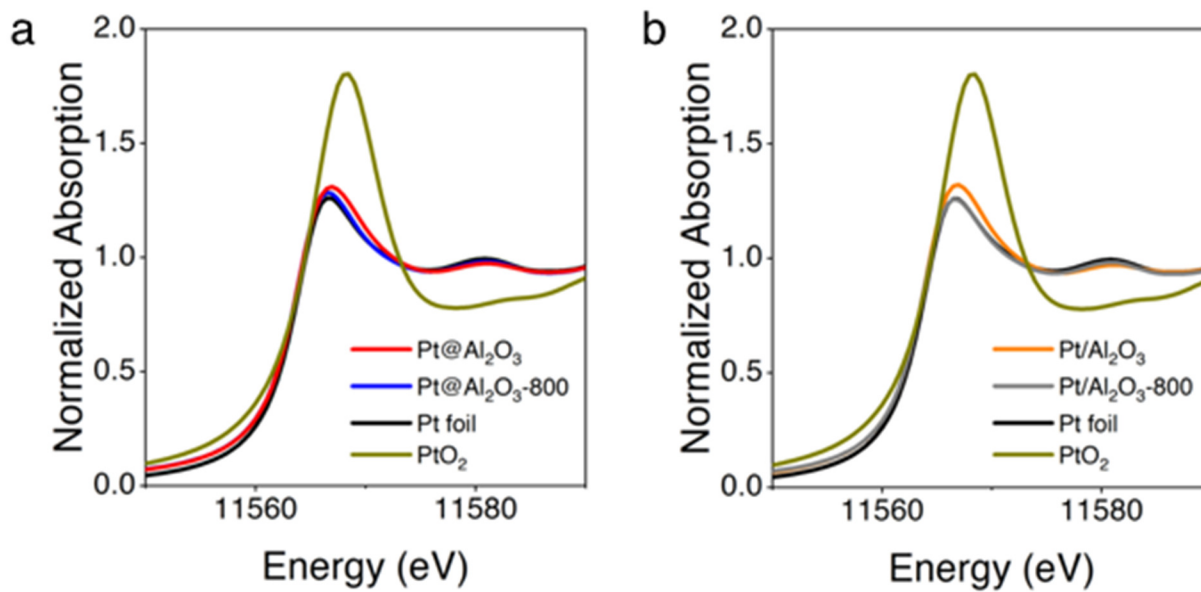 a
Normalized Absorption
2.0
1.5
1.0
0.5
0.0
Pt@Al₂O₃
Pt@Al₂O₃-800
Pt foil
PtO₂
11560
11580
Energy (eV)
b
Normalized Absorption
2.0
1.5
1.0
0.5
0.0
Pt/Al₂O₃
Pt/Al₂O₃-800
Pt foil
PtO₂
11560
11580
Energy (eV)